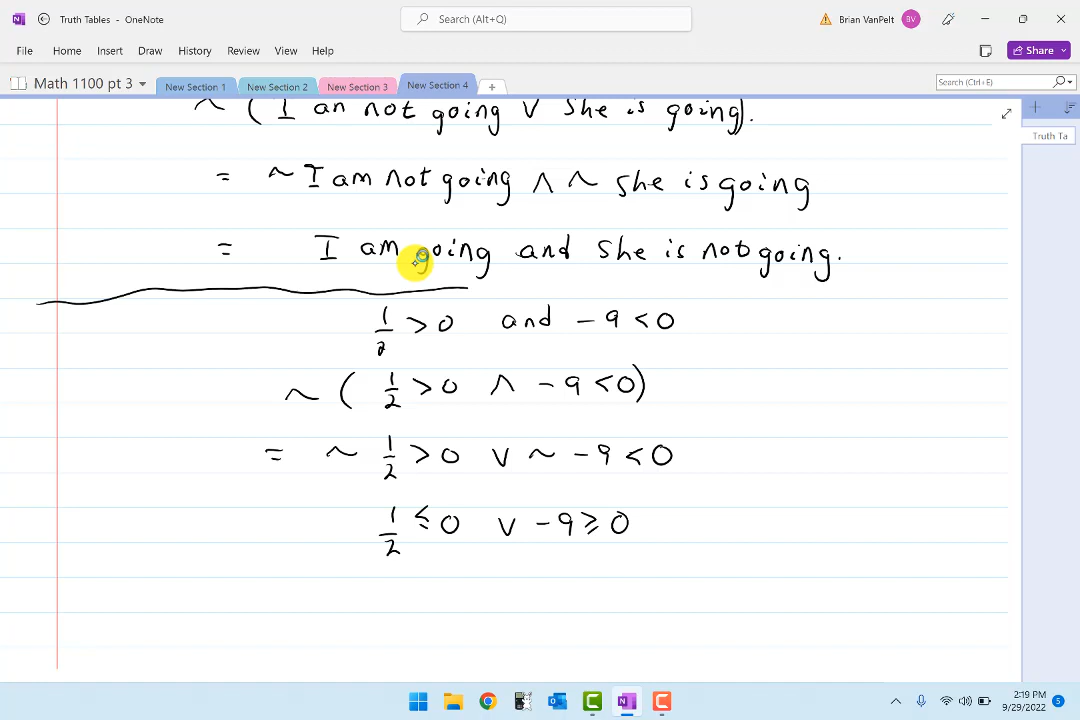 Truth Tables - OneNote
Search (Alt+Q)
Brian VanPelt
BV
File Home Insert Draw History Review View Help
Share
Math 1100 pt 3
New Section 1
New Section 2
New Section 3
New Section 4
+
Search (Ctrl+E)
Truth Ta
~ (I am not going ∨ she is going).
= ~ I am not going ∧ ~ she is going
= I am going and she is not going.
1/2 > 0 and -9 < 0
~ ( 1/2 > 0 ∧ -9 < 0)
= ~ 1/2 > 0 ∨ ~ -9 < 0
1/2 ≤ 0 ∨ -9 ≥ 0
2:19 PM
9/29/2022
5